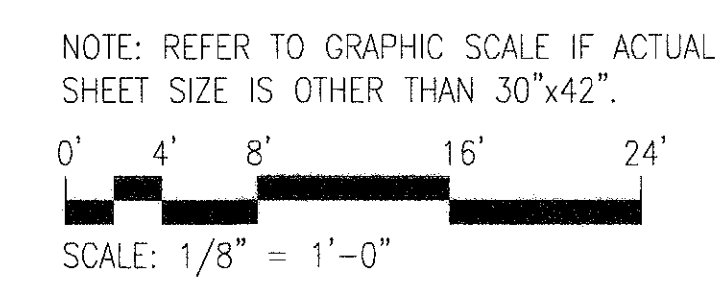 NOTE: REFER TO GRAPHIC SCALE IF ACTUAL
SHEET SIZE IS OTHER THAN 30"x42".
0' 4' 8' 16' 24'
SCALE: 1/8" = 1'-0"